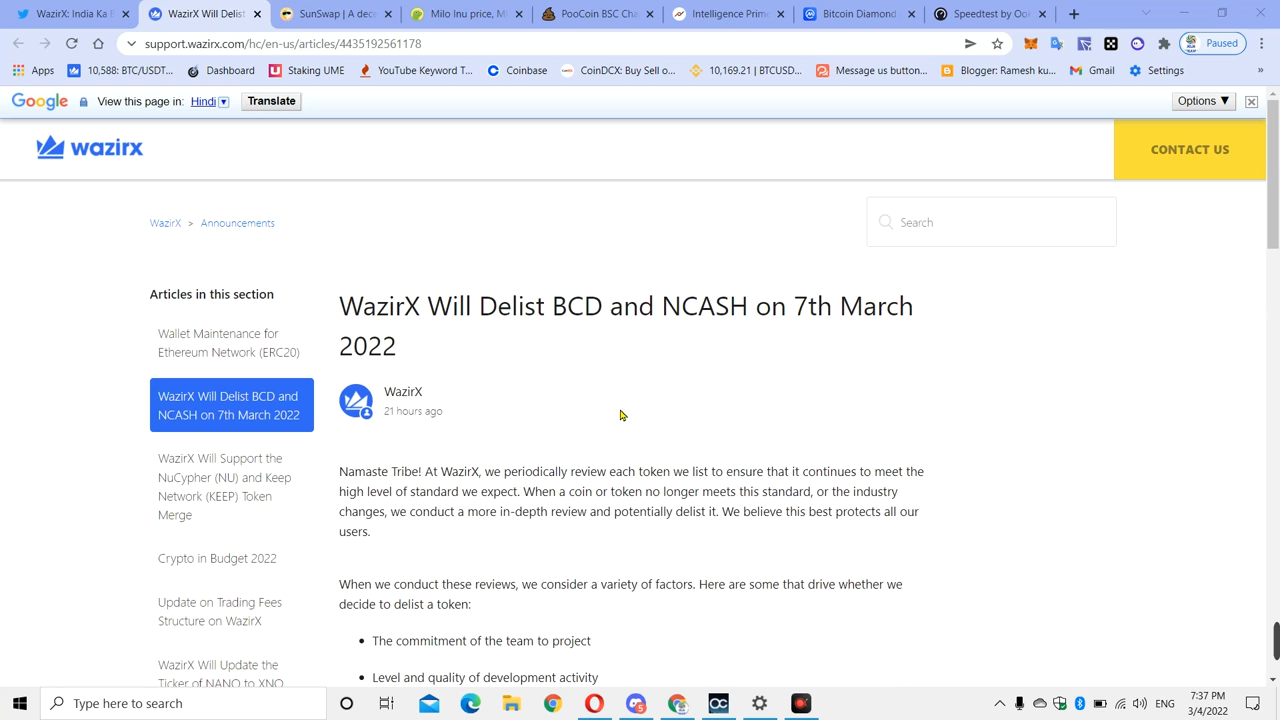 WazirX: India Ka B
WazirX Will Delist
SunSwap / A dece
Milo Inu price, M
PooCoin BSC Cha
Intelligence Prime
Bitcoin Diamond
Speedtest by Ook
support.wazirx.com/hc/en-us/articles/4435192561178
Paused
Apps
10,588: BTC/USDT...
Dashboard
Staking UME
YouTube Keyword T...
Coinbase
CoinDCX: Buy Sel o...
10,169.21 | BTCUSD...
Message us button...
Blogger: Ramesh ku...
Gmail
Settings
Google
View this page in: Hindi
Translate
Options ▼
wazirx
CONTACT US
WazirX > Announcements
Search
Articles in this section
Wallet Maintenance for
Ethereum Network (ERC20)
WazirX Will Delist BCD and
NCASH on 7th March 2022
WazirX Will Support the
NuCypher (NU) and Keep
Network (KEEP) Token
Merge
Crypto in Budget 2022
Update on Trading Fees
Structure on WazirX
WazirX Will Update the
Ticker of NANO to XNO
WazirX Will Delist BCD and NCASH on 7th March
2022
WazirX
21 hours ago
Namaste Tribe! At WazirX, we periodically review each token we list to ensure that it continues to meet the
high level of standard we expect. When a coin or token no longer meets this standard, or the industry
changes, we conduct a more in-depth review and potentially delist it. We believe this best protects all our
users.
When we conduct these reviews, we consider a variety of factors. Here are some that drive whether we
decide to delist a token:
• The commitment of the team to project
• Level and quality of development activity
Type here to search
ENG
7:37 PM
3/4/2022